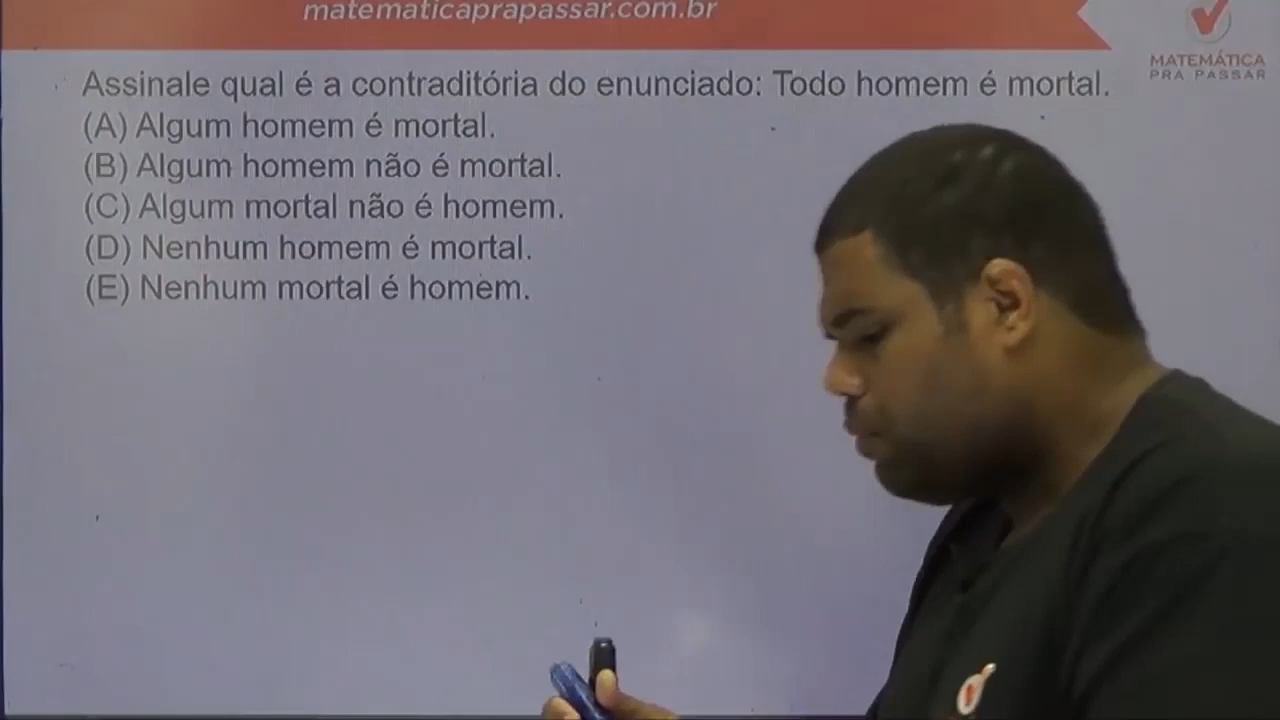 matematicaprapassar.com.br
MATEMÁTICA
PRA PASSAR
Assinale qual é a contraditória do enunciado: Todo homem é mortal.
(A) Algum homem é mortal.
(B) Algum homem não é mortal.
(C) Algum mortal não é homem.
(D) Nenhum homem é mortal.
(E) Nenhum mortal é homem.